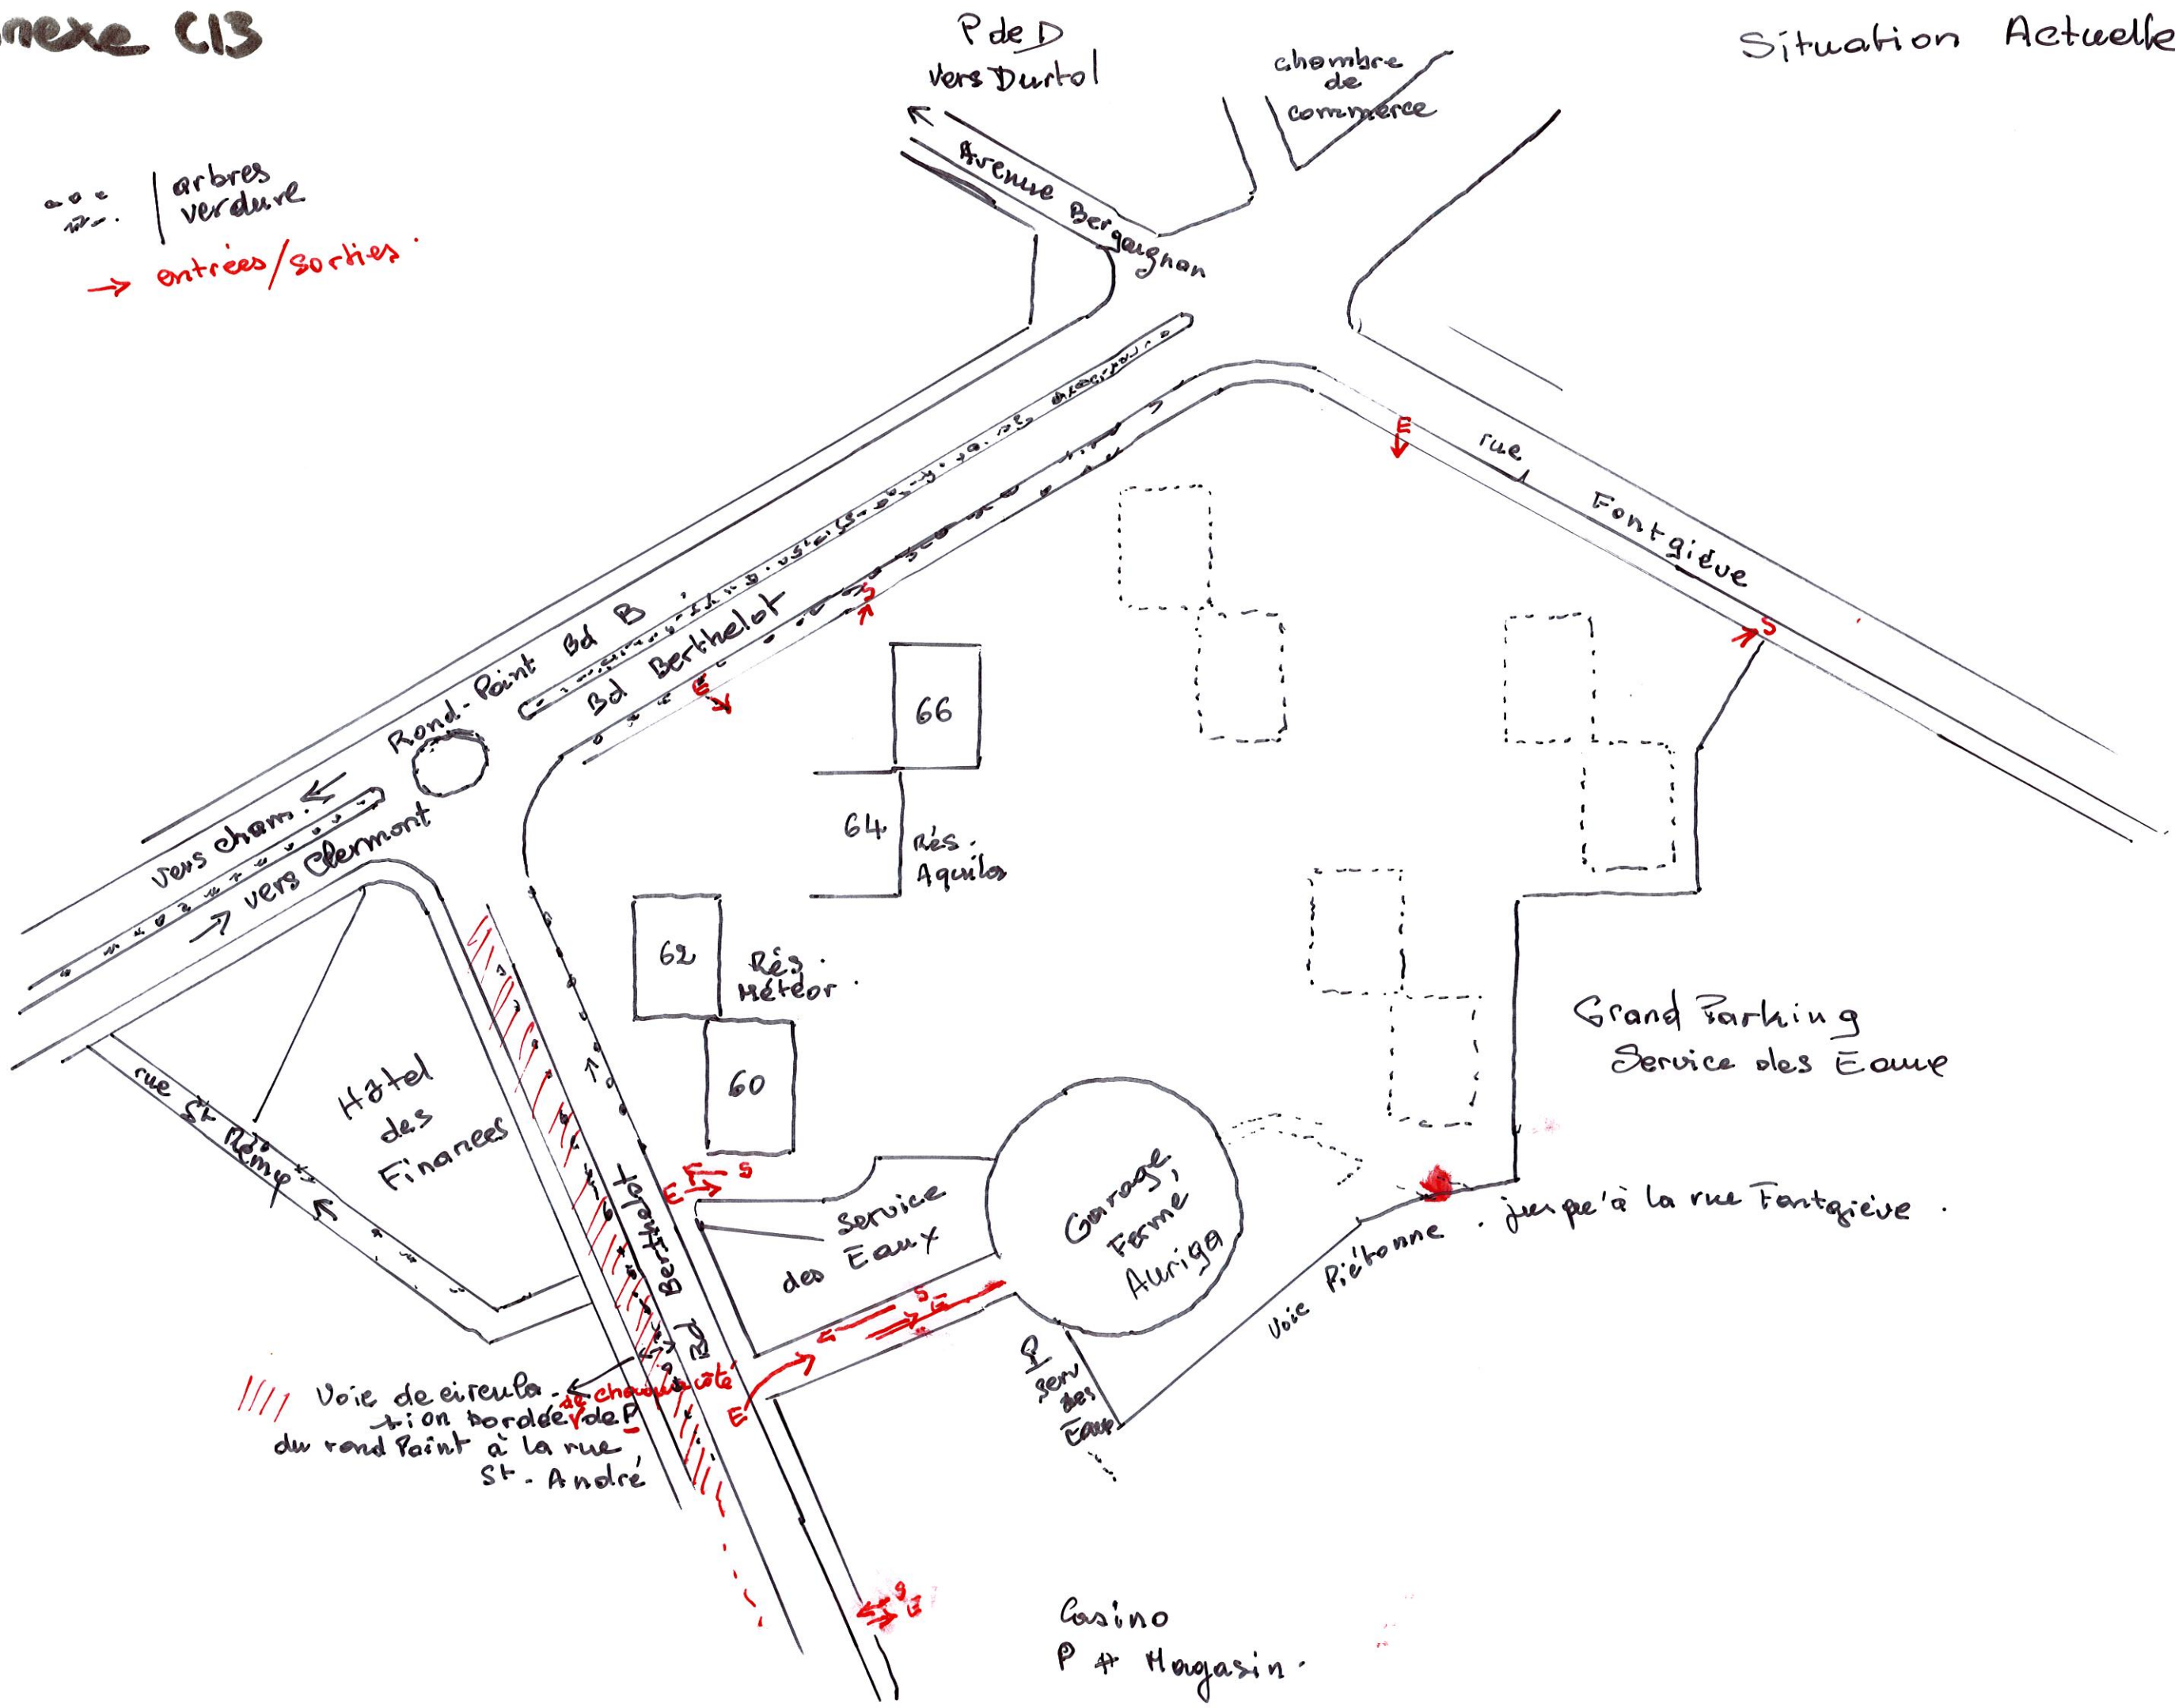 nexe C13
Situation Actuelle
P de D
vers Durtol
chambre
de
commerce
arbres
verdure
→ entrées/sorties.
Avenue Bergougnan
E
rue Fontgiève
S
S
E
Rond-Point Bd B
Bd Berthelot
vers Cham.
vers Clermont
66
64
Rés.
Aquilor
62
Rés.
Météor.
60
Hôtel
des
Finances
rue St Rémy
Grand Parking
Service des Eaux
S
E
Service
des Eaux
Garage
Fermé
Auriga
Voie Piétonne. jusqu'à la rue Fontgiève.
S
E
Bd Berthelot
P
Serv
des
Eaux
E
Voie de circula-
tion bordée de P
de chaque côté
du rond Point à la rue
St-André
S
E
Casino
P # Magasin.